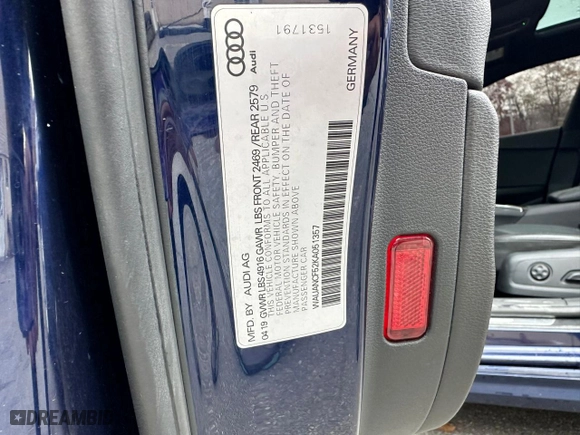 1531791
Audi
MFD. BY AUDI AG
04 19 GVWR LBS 4916 GAWR LBS FRONT 2469 / REAR 2579
THIS VEHICLE CONFORMS TO ALL APPLICABLE U.S.
FEDERAL MOTOR VEHICLE SAFETY, BUMPER AND THEFT
PREVENTION STANDARDS IN EFFECT ON THE DATE OF
MANUFACTURE SHOWN ABOVE
PASSENGER CAR
WAUANCF52KA051357
GERMANY